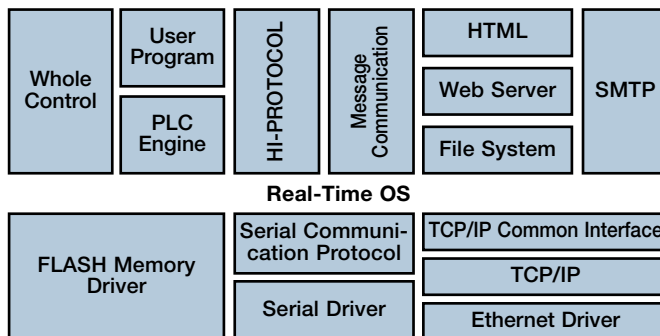 Whole
Control
User
Program
PLC
Engine
HI-PROTOCOL
Message
Communication
HTML
Web Server
File System
SMTP
Real-Time OS
FLASH Memory
Driver
Serial Communi-
cation Protocol
Serial Driver
TCP/IP Common Interface
TCP/IP
Ethernet Driver